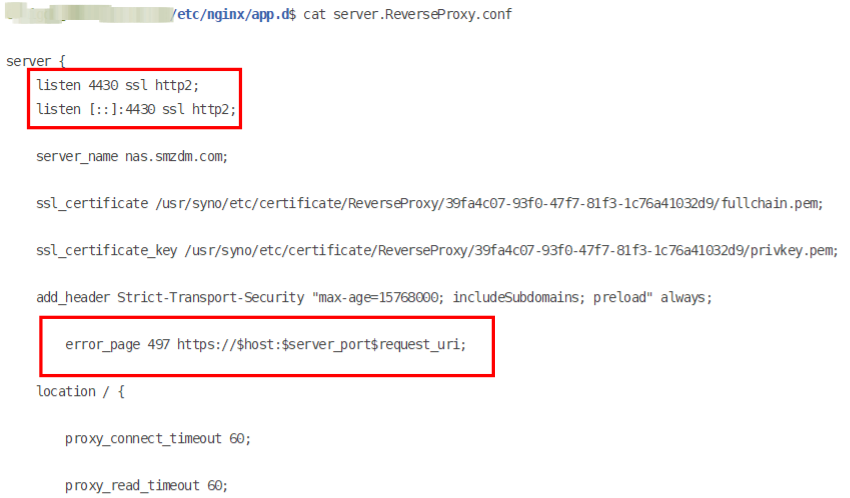 /etc/nginx/app.d$ cat server.ReverseProxy.conf
server {
listen 4430 ssl http2;
listen [::]:4430 ssl http2;
server_name nas.smzdm.com;
ssl_certificate /usr/syno/etc/certificate/ReverseProxy/39fa4c07-93f0-47f7-81f3-1c76a41032d9/fullchain.pem;
ssl_certificate_key /usr/syno/etc/certificate/ReverseProxy/39fa4c07-93f0-47f7-81f3-1c76a41032d9/privkey.pem;
add_header Strict-Transport-Security "max-age=15768000; includeSubdomains; preload" always;
error_page 497 https://$host:$server_port$request_uri;
location / {
proxy_connect_timeout 60;
proxy_read_timeout 60;